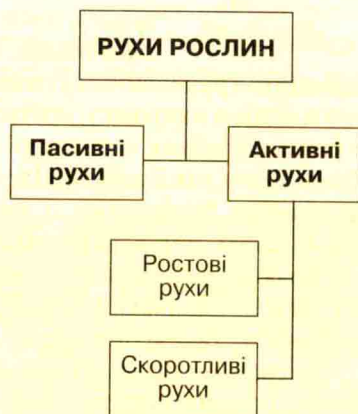 РУХИ РОСЛИН
Пасивні
рухи
Активні
рухи
Ростові
рухи
Скоротливі
рухи